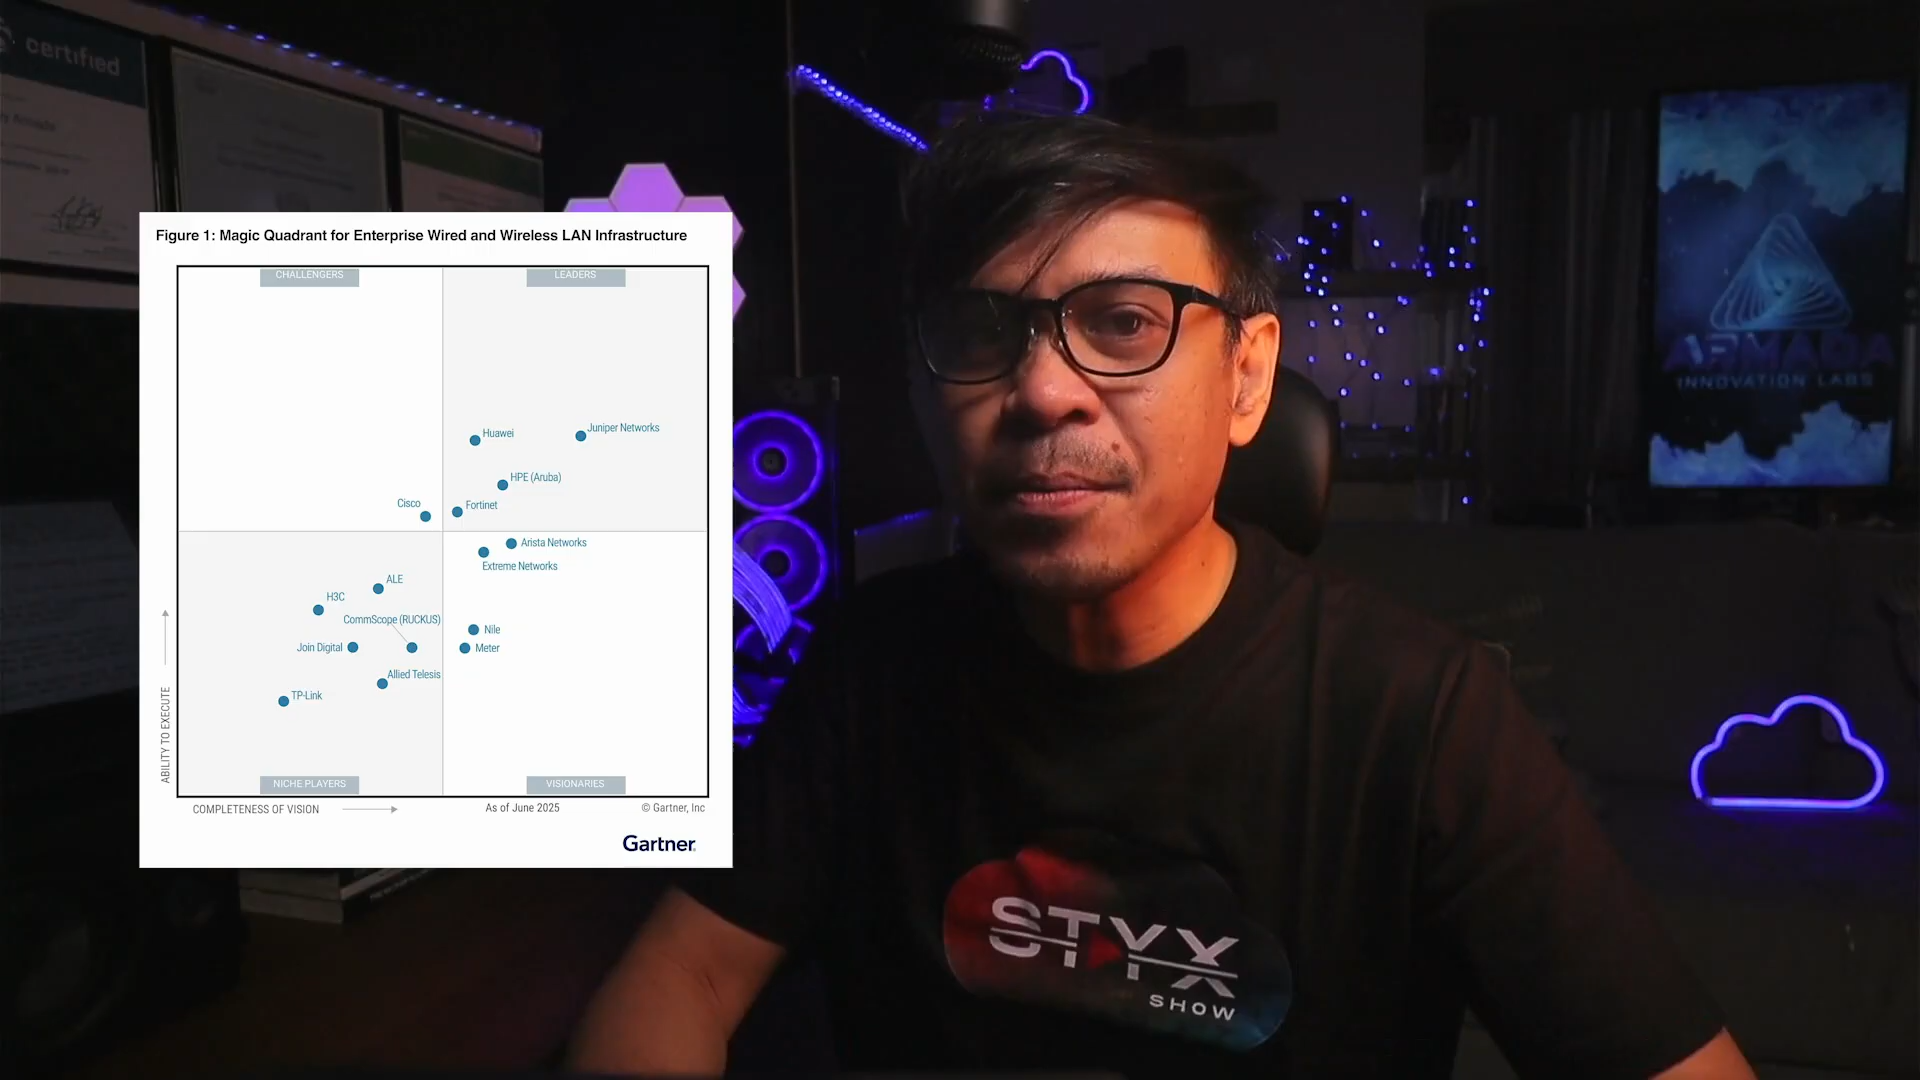 certified
Figure 1: Magic Quadrant for Enterprise Wired and Wireless LAN Infrastructure
CHALLENGERS
LEADERS
Huawei
Juniper Networks
HPE (Aruba)
Cisco
Fortinet
Arista Networks
Extreme Networks
ALE
H3C
CommScope (RUCKUS)
Nile
Join Digital
Meter
Allied Telesis
TP-Link
ABILITY TO EXECUTE
NICHE PLAYERS
VISIONARIES
COMPLETENESS OF VISION
As of June 2025
© Gartner, Inc
Gartner
ARMADA
INNOVATION LABS
STYX
SHOW